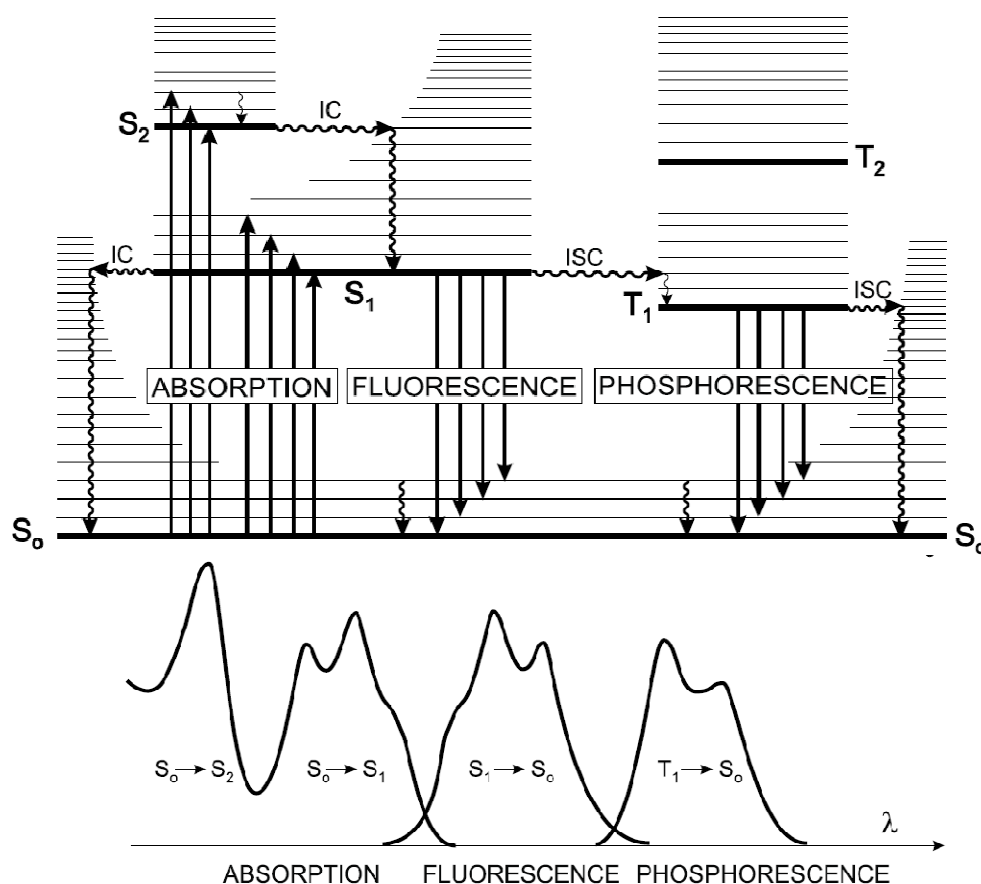 IC
S₂
T₂
IC
ISC
S₁
T₁
ISC
ABSORPTION
FLUORESCENCE
PHOSPHORESCENCE
Sₒ
Sₒ
Sₒ → S₂
Sₒ → S₁
S₁ → Sₒ
T₁ → Sₒ
λ
ABSORPTION
FLUORESCENCE
PHOSPHORESCENCE